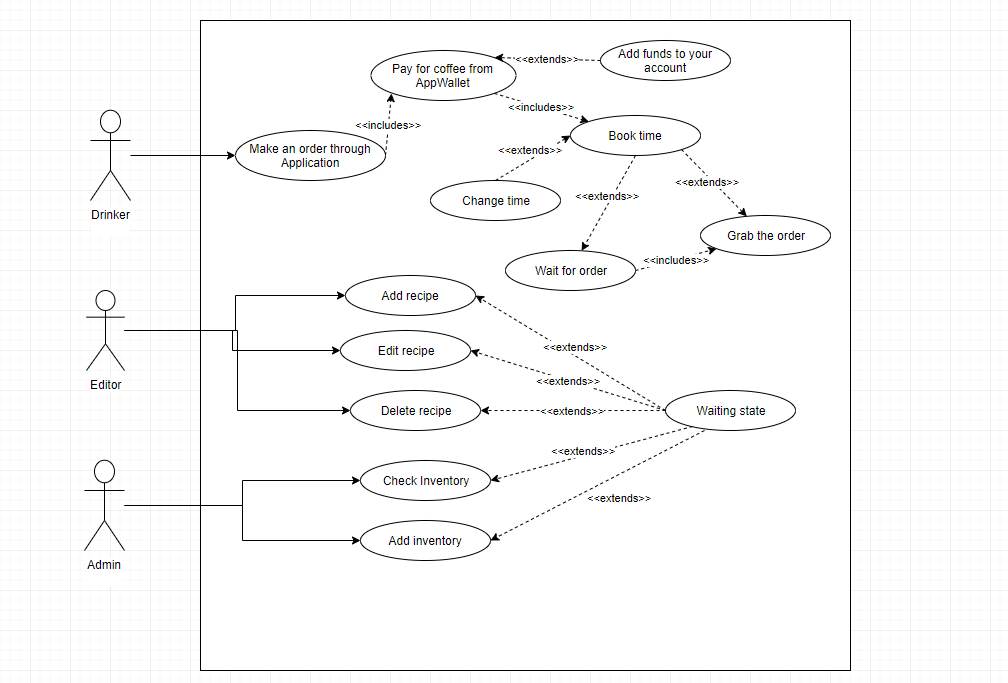 Add funds to your
account
<<extends>>
Pay for coffee from
AppWallet
<<includes>>
<<includes>>
Book time
Make an order through
Application
<<extends>>
Drinker
Change time
<<extends>>
<<extends>>
Grab the order
Wait for order
<<includes>>
Add recipe
Editor
Edit recipe
<<extends>>
<<extends>>
Delete recipe
<<extends>>
Waiting state
<<extends>>
Check Inventory
<<extends>>
Add inventory
Admin